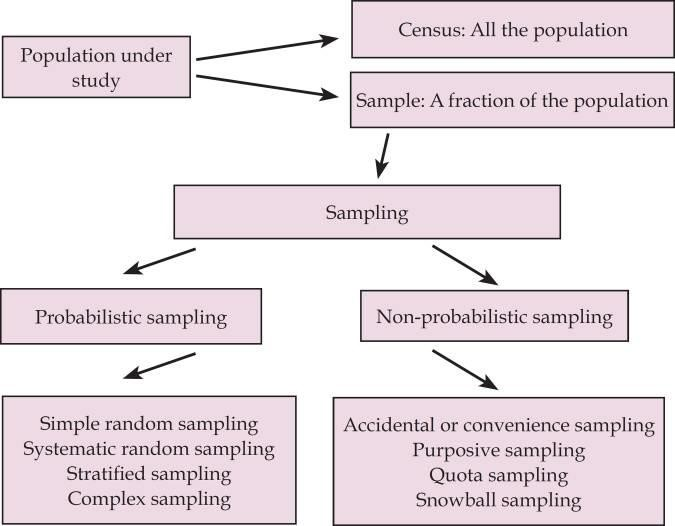 Population under
study
Census: All the population
Sample: A fraction of the population
Sampling
Probabilistic sampling
Non-probabilistic sampling
Simple random sampling
Systematic random sampling
Stratified sampling
Complex sampling
Accidental or convenience sampling
Purposive sampling
Quota sampling
Snowball sampling